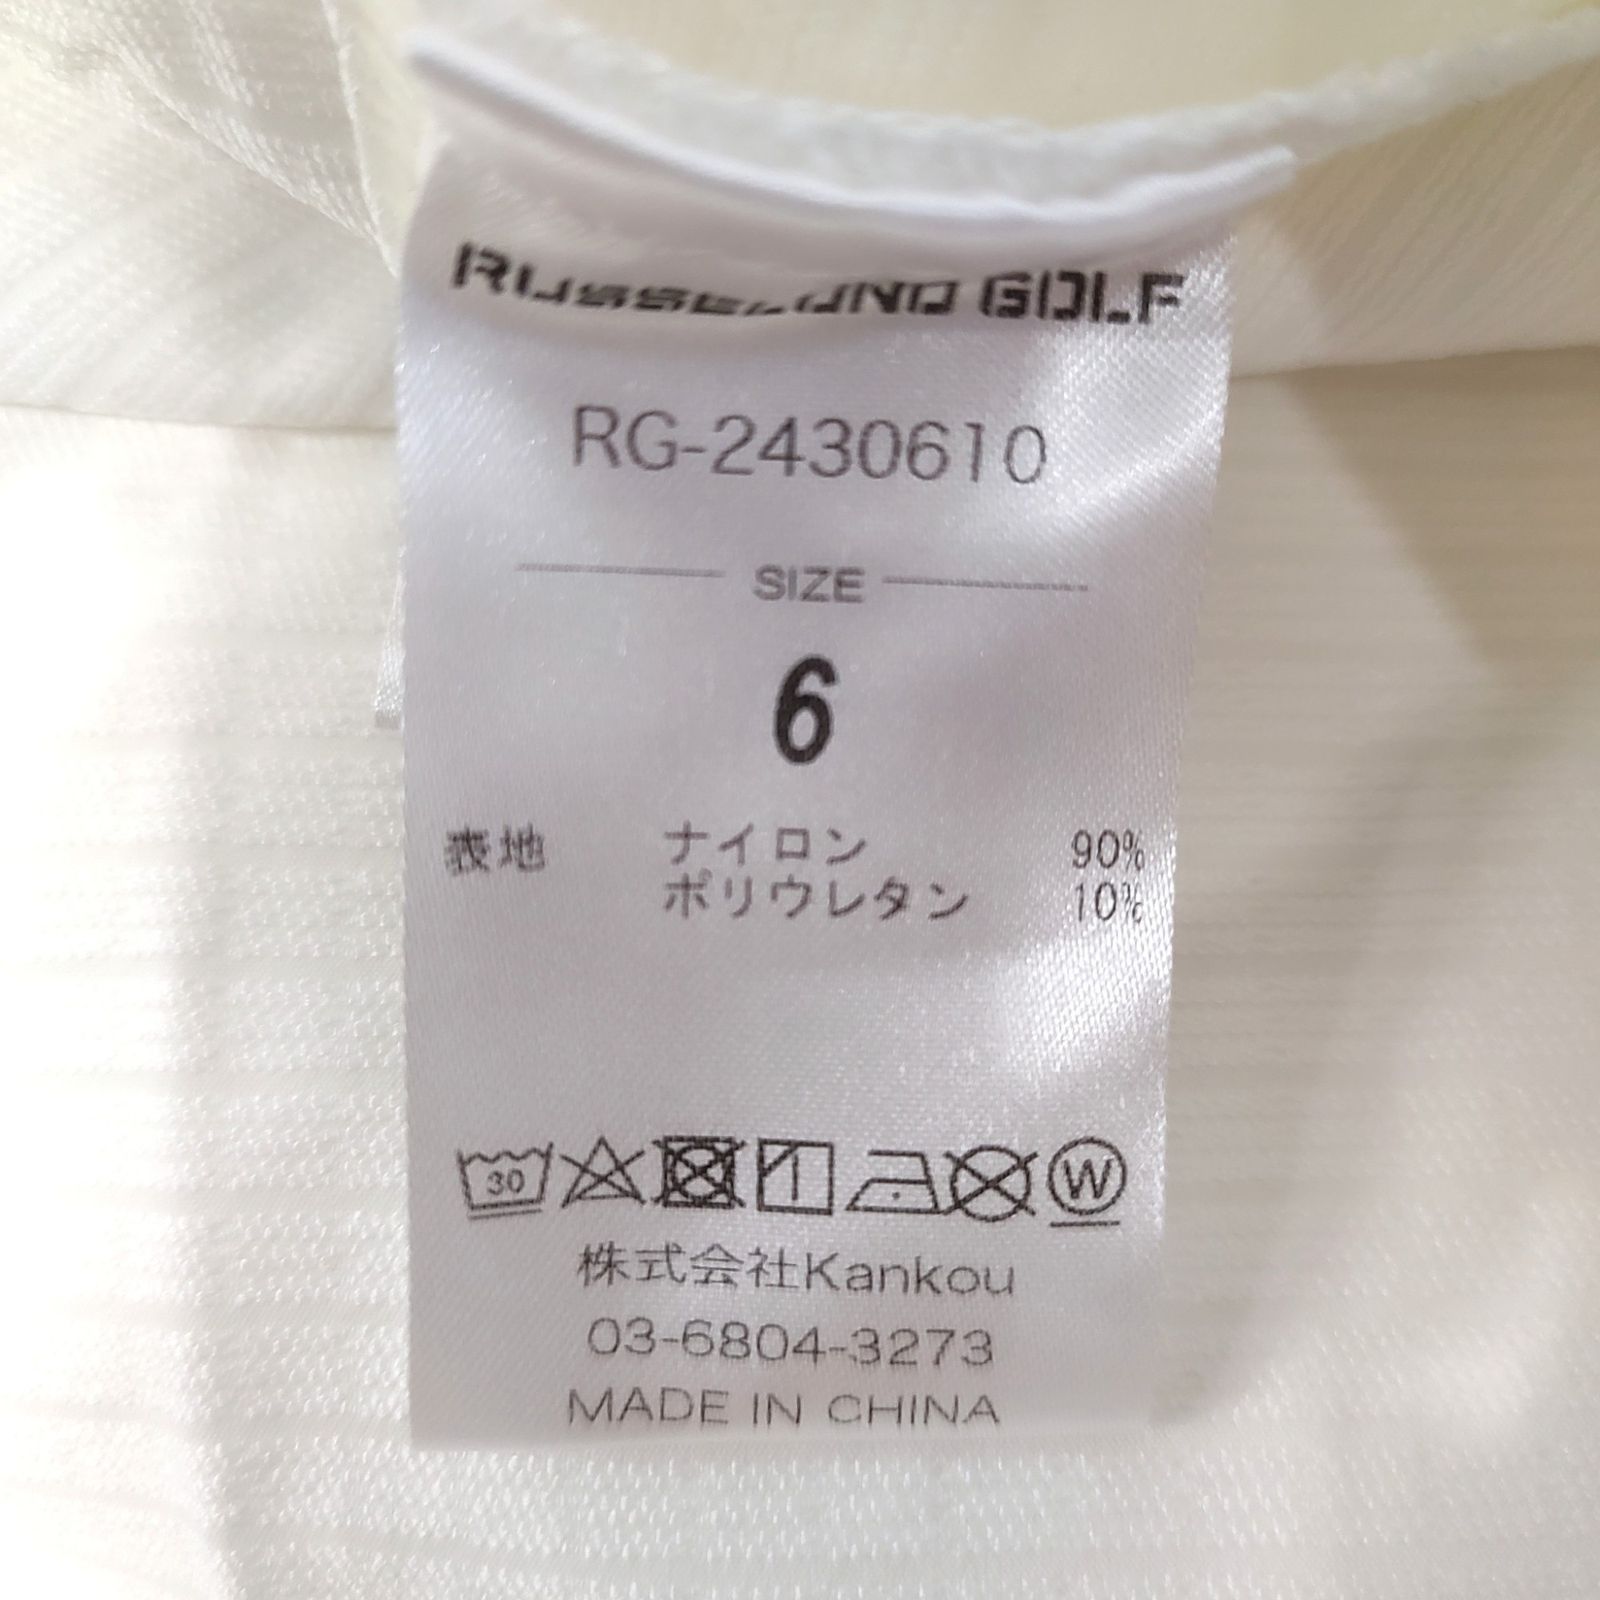 RUSSELUNO GOLF
RG-2430610
SIZE
6
表地 ナイロン 90%
ポリウレタン 10%
30 W
株式会社Kankou
03-6804-3273
MADE IN CHINA